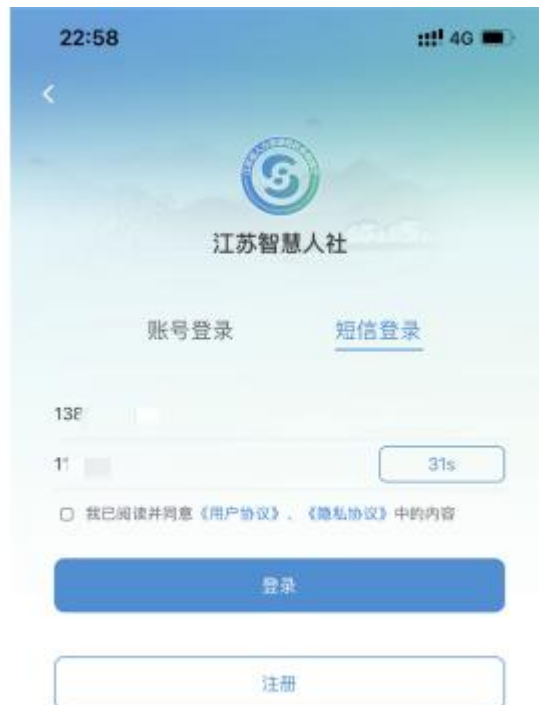 22:58 4G
江苏智慧人社
账号登录 短信登录
138
11 31s
我已阅读并同意《用户协议》、《隐私协议》中的内容
登录
注册